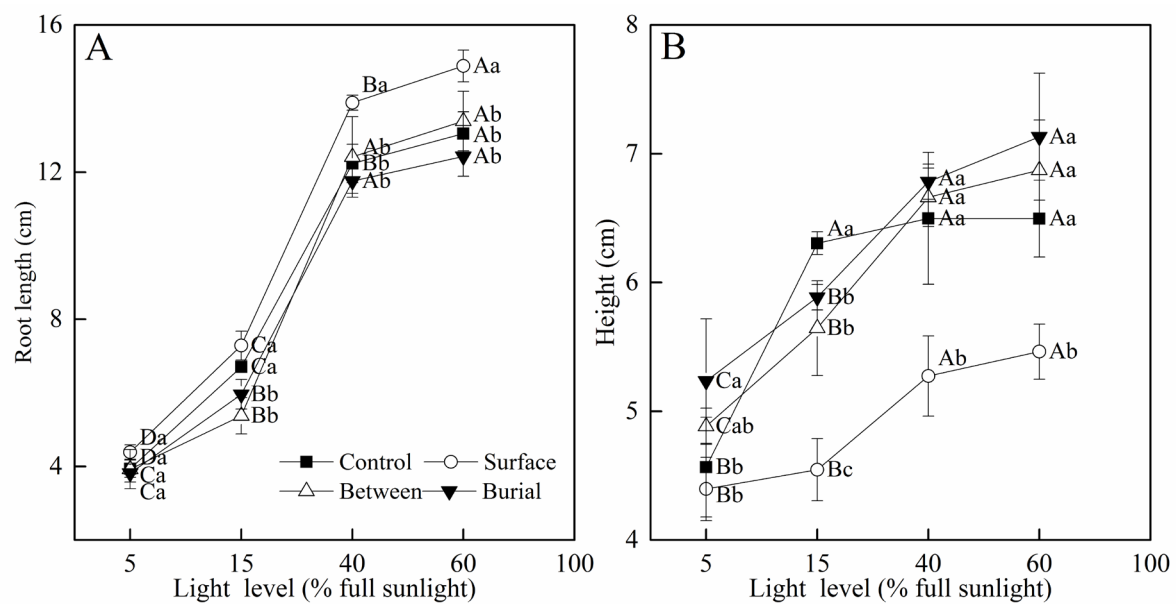 A
16
12
8
4
Root length (cm)
Aa
Ba
Ab
Ab
Ab
Ab
Bb
Ab
Ca
Ca
Bb
Bb
Da
Da
Ca
Ca
Control
Surface
Between
Burial
5 15 40 60 100
Light level (% full sunlight)
B
8
7
6
5
4
Height (cm)
Aa
Aa
Aa
Aa
Aa
Aa
Aa
Bb
Bb
Ca
Cab
Bb
Bb
Ab
Ab
Bc
5 15 40 60 100
Light level (% full sunlight)